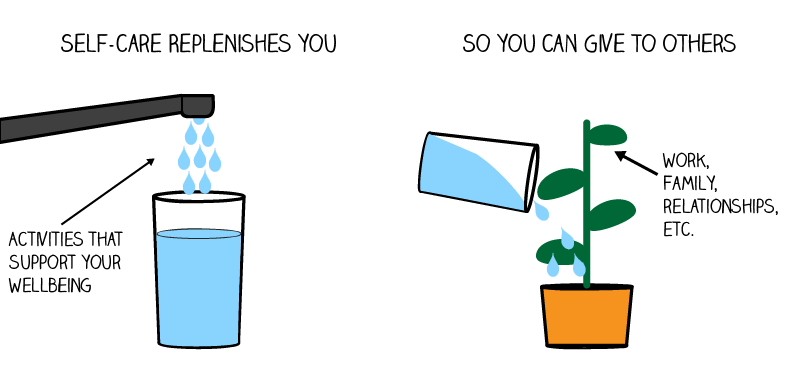 SELF-CARE REPLENISHES YOU
ACTIVITIES THAT
SUPPORT YOUR
WELLBEING
SO YOU CAN GIVE TO OTHERS
WORK,
FAMILY,
RELATIONSHIPS,
ETC.